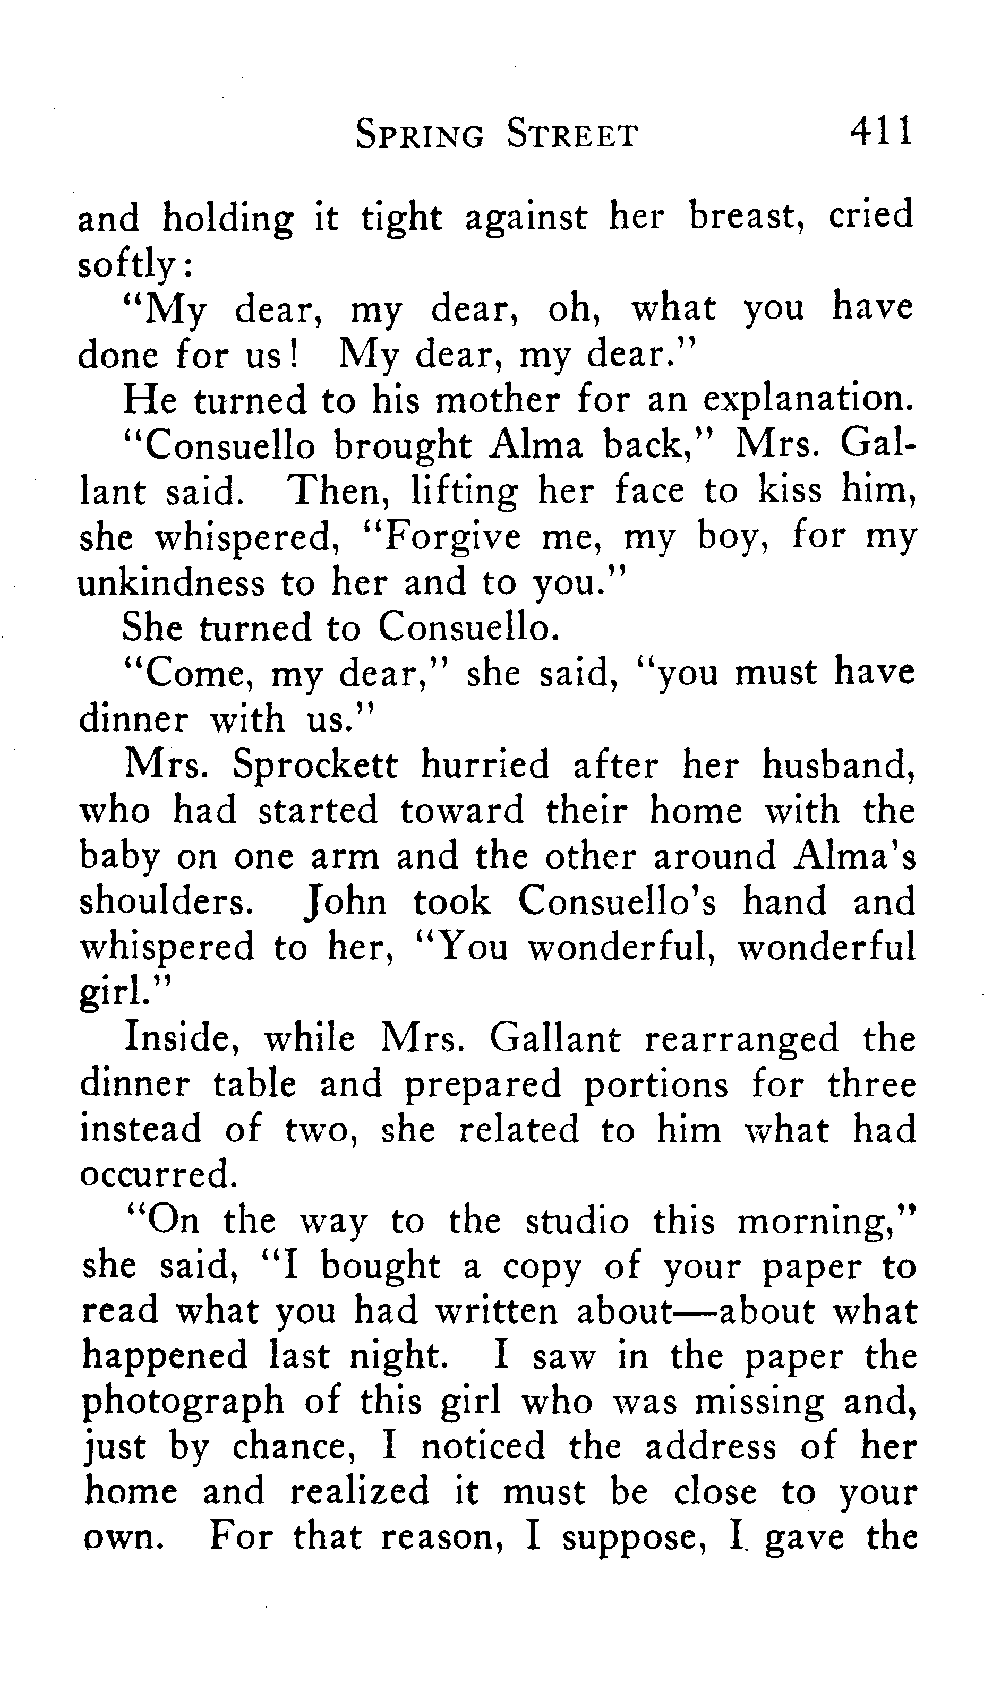 SPRING STREET 411
and holding it tight against her breast, cried
softly:
"My dear, my dear, oh, what you have
done for us! My dear, my dear."
He turned to his mother for an explanation.
"Consuello brought Alma back," Mrs. Gal-
lant said. Then, lifting her face to kiss him,
she whispered, "Forgive me, my boy, for my
unkindness to her and to you."
She turned to Consuello.
"Come, my dear," she said, "you must have
dinner with us."
Mrs. Sprockett hurried after her husband,
who had started toward their home with the
baby on one arm and the other around Alma's
shoulders. John took Consuello's hand and
whispered to her, "You wonderful, wonderful
girl."
Inside, while Mrs. Gallant rearranged the
dinner table and prepared portions for three
instead of two, she related to him what had
occurred.
"On the way to the studio this morning,"
she said, "I bought a copy of your paper to
read what you had written about—about what
happened last night. I saw in the paper the
photograph of this girl who was missing and,
just by chance, I noticed the address of her
home and realized it must be close to your
own. For that reason, I suppose, I gave the